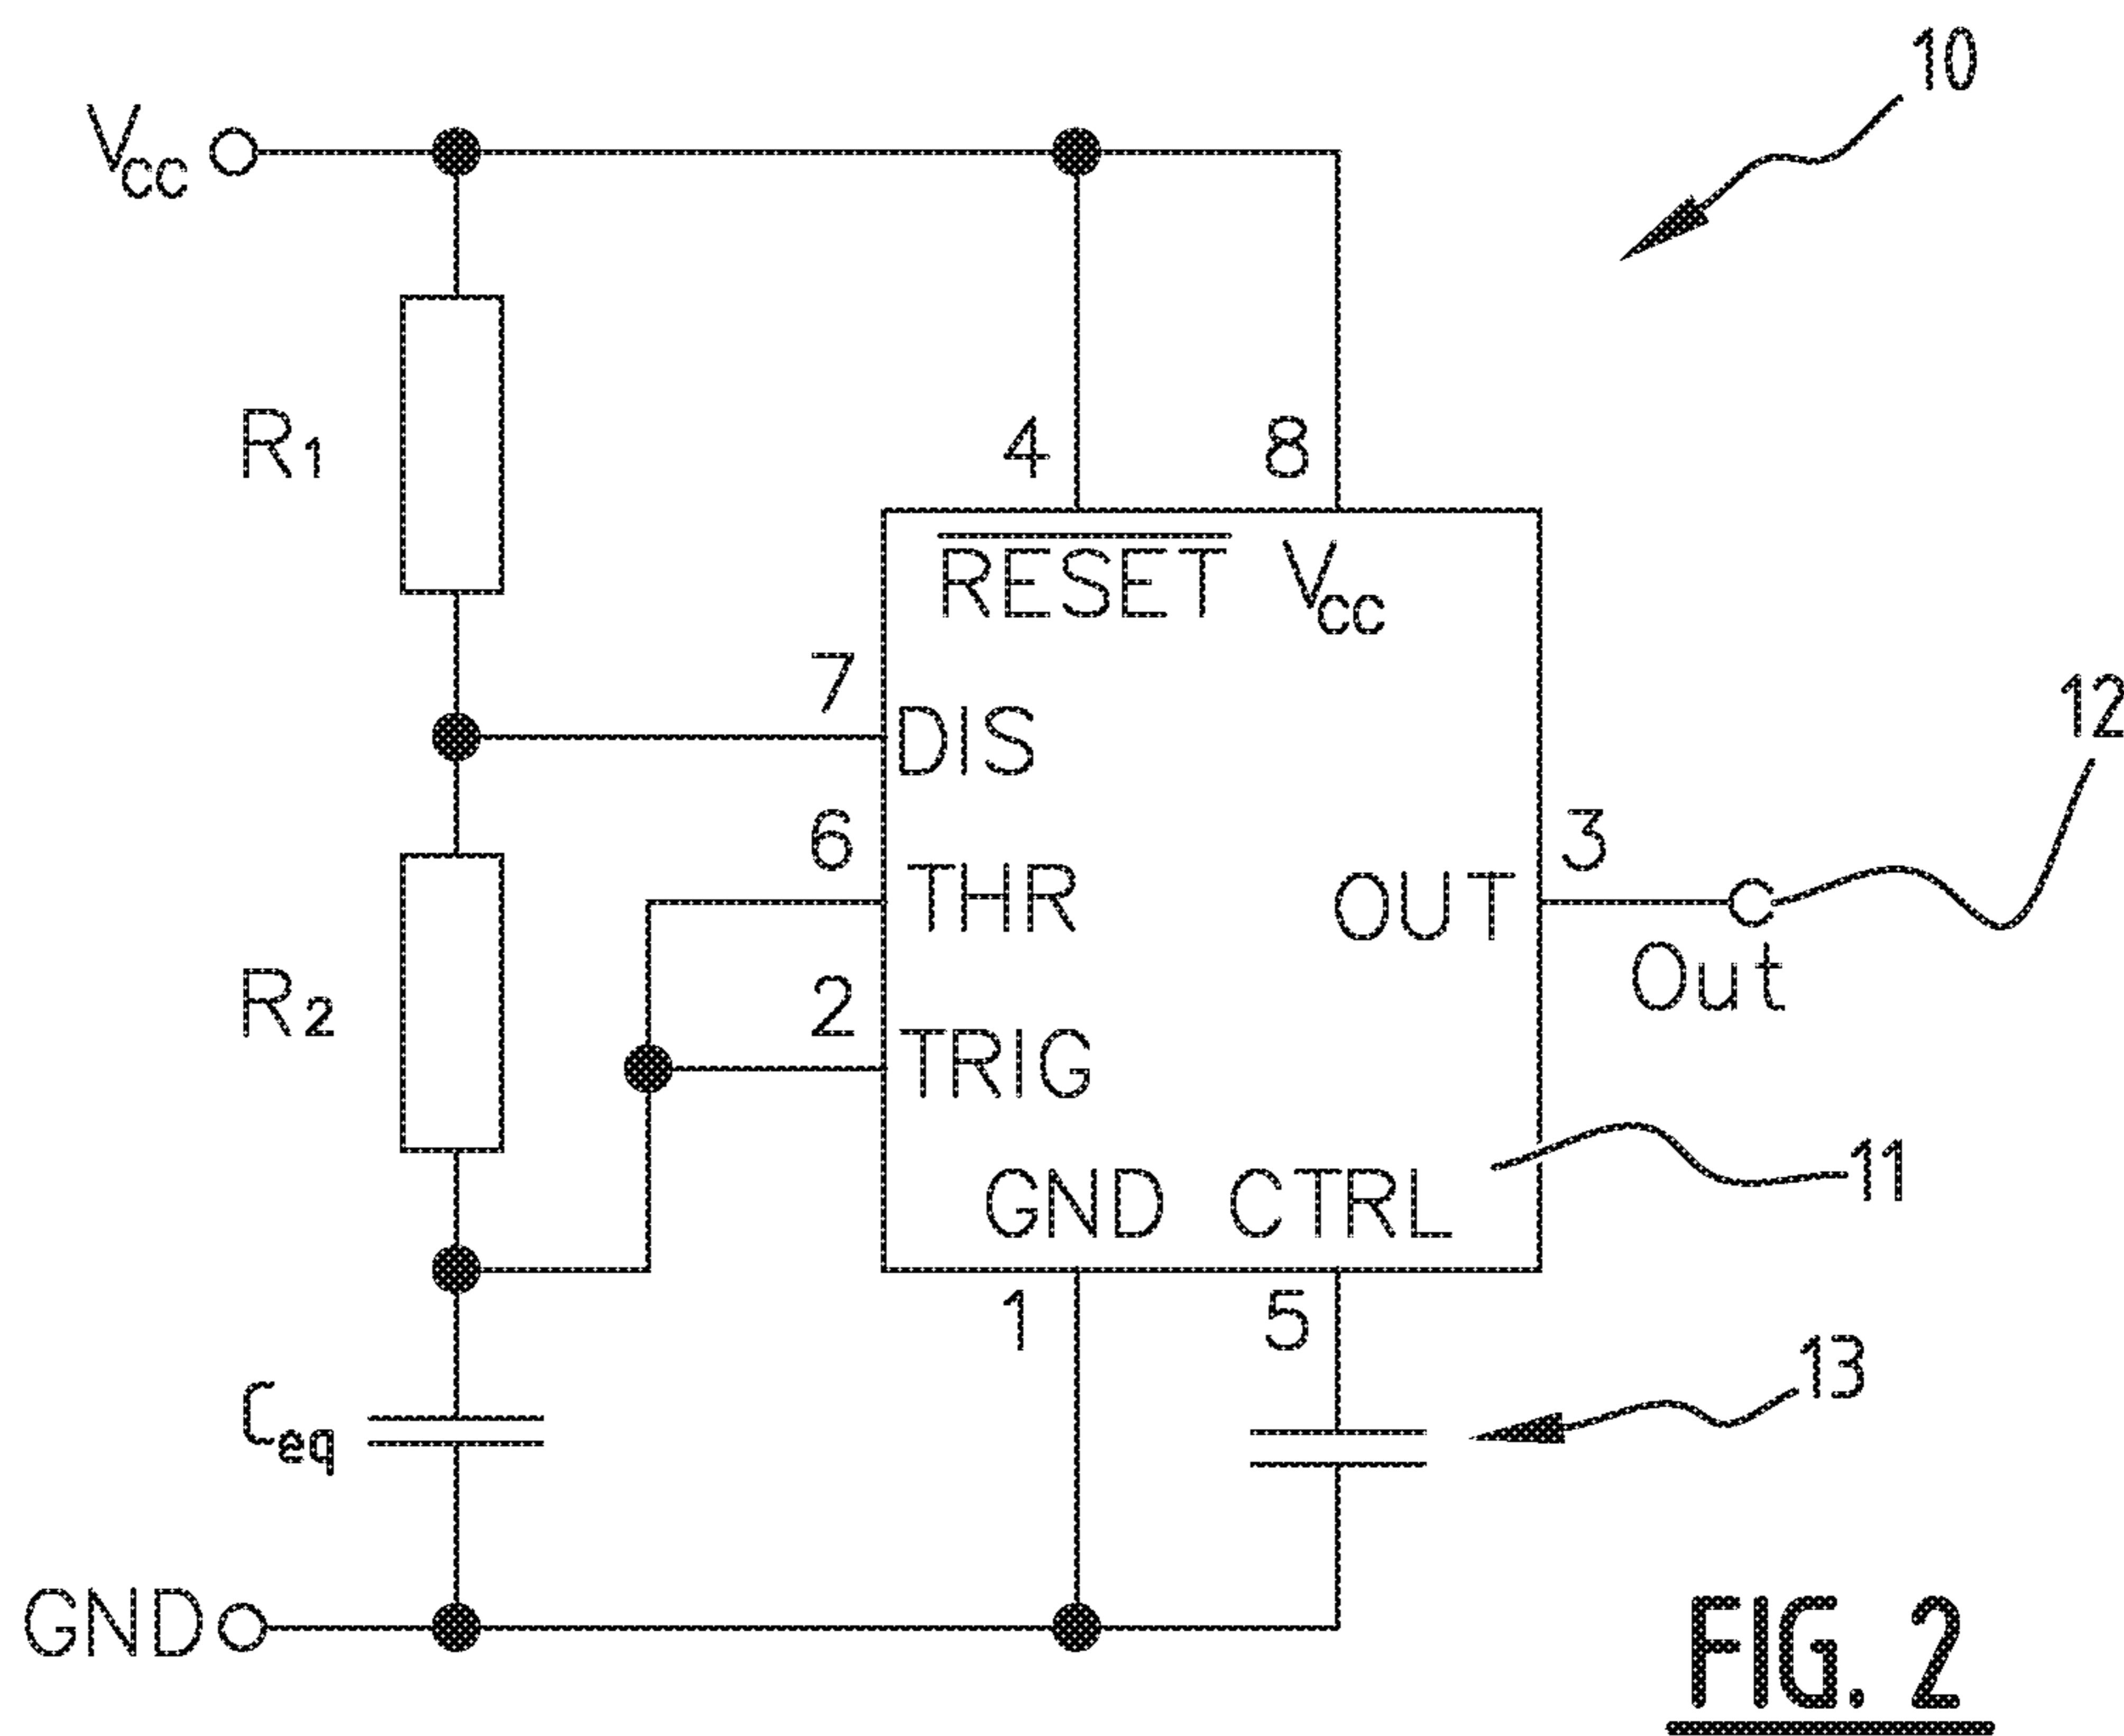 10
Vcc
R1
4 8
RESET Vcc
7
DIS
12
6
THR
3
OUT
Out
R2
2
TRIG
11
GND CTRL
1 5
13
Ceq
GND
FIG. 2